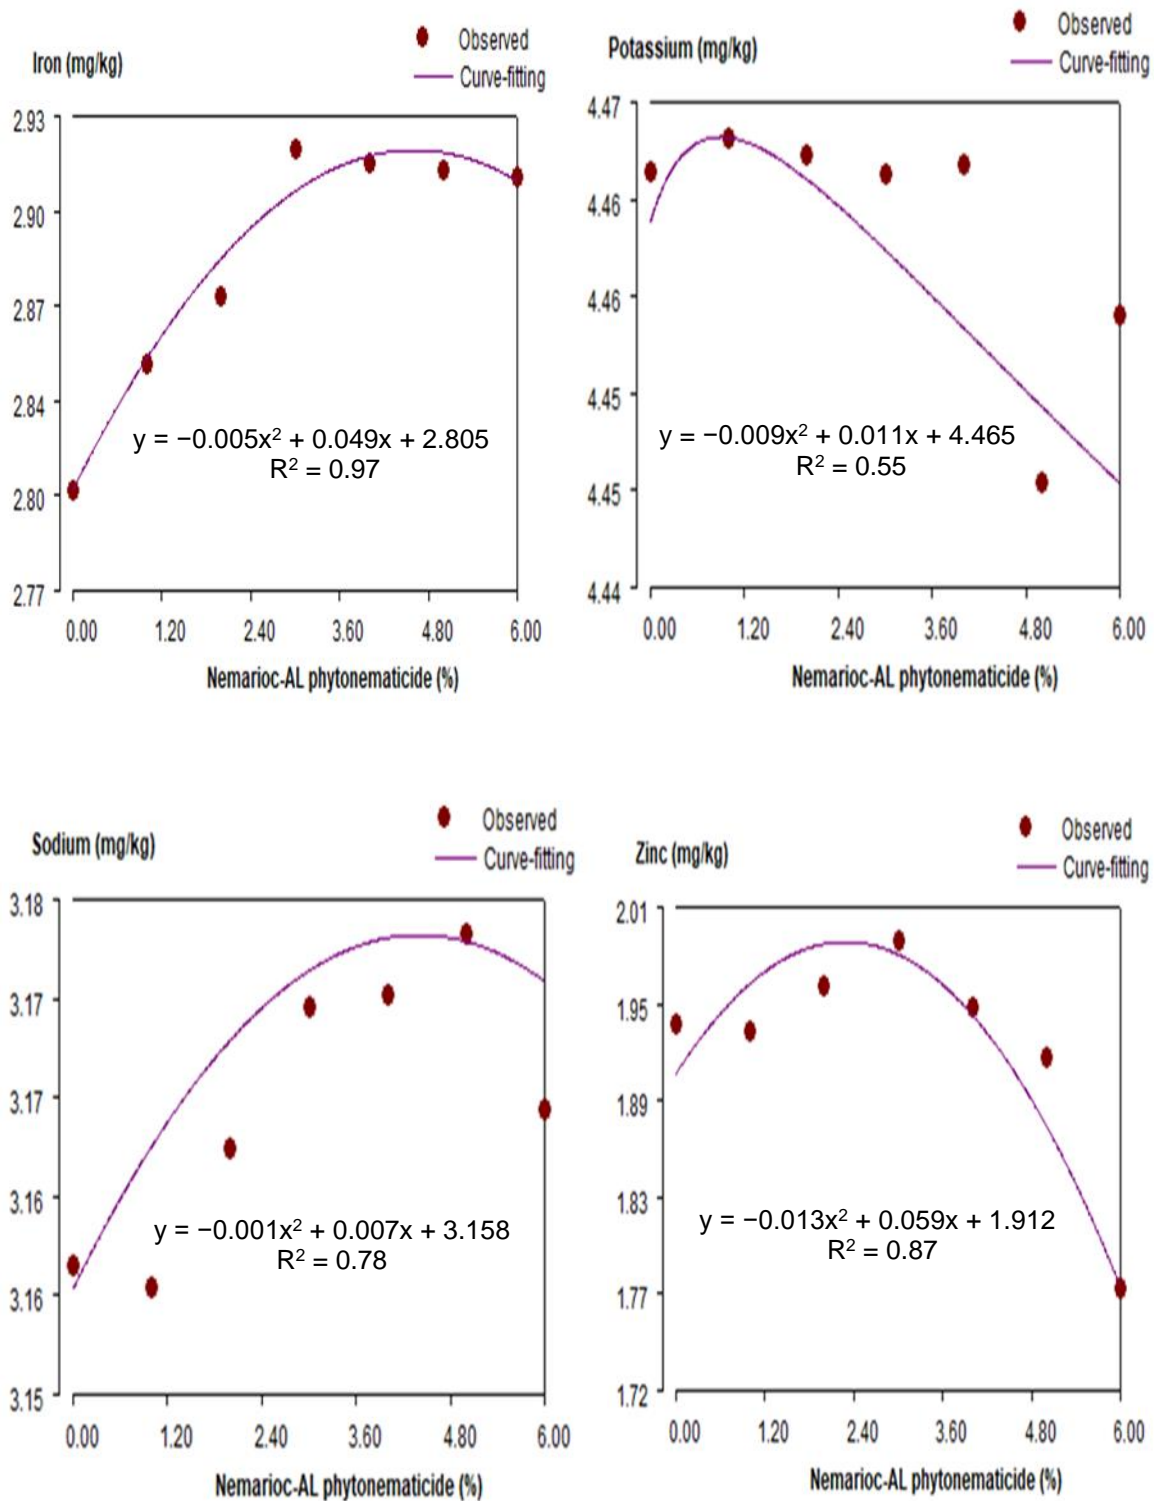 Iron (mg/kg)
Observed
Curve-fitting
2.93
2.90
2.87
2.84
2.80
2.77
y = −0.005x² + 0.049x + 2.805
R² = 0.97
0.00 1.20 2.40 3.60 4.80 6.00
Nemarioc-AL phytonematicide (%)
Potassium (mg/kg)
Observed
Curve-fitting
4.47
4.46
4.46
4.45
4.45
4.44
y = −0.009x² + 0.011x + 4.465
R² = 0.55
0.00 1.20 2.40 3.60 4.80 6.00
Nemarioc-AL phytonematicide (%)
Sodium (mg/kg)
Observed
Curve-fitting
3.18
3.17
3.17
3.16
3.16
3.15
y = −0.001x² + 0.007x + 3.158
R² = 0.78
0.00 1.20 2.40 3.60 4.80 6.00
Nemarioc-AL phytonematicide (%)
Zinc (mg/kg)
Observed
Curve-fitting
2.01
1.95
1.89
1.83
1.77
1.72
y = −0.013x² + 0.059x + 1.912
R² = 0.87
0.00 1.20 2.40 3.60 4.80 6.00
Nemarioc-AL phytonematicide (%)